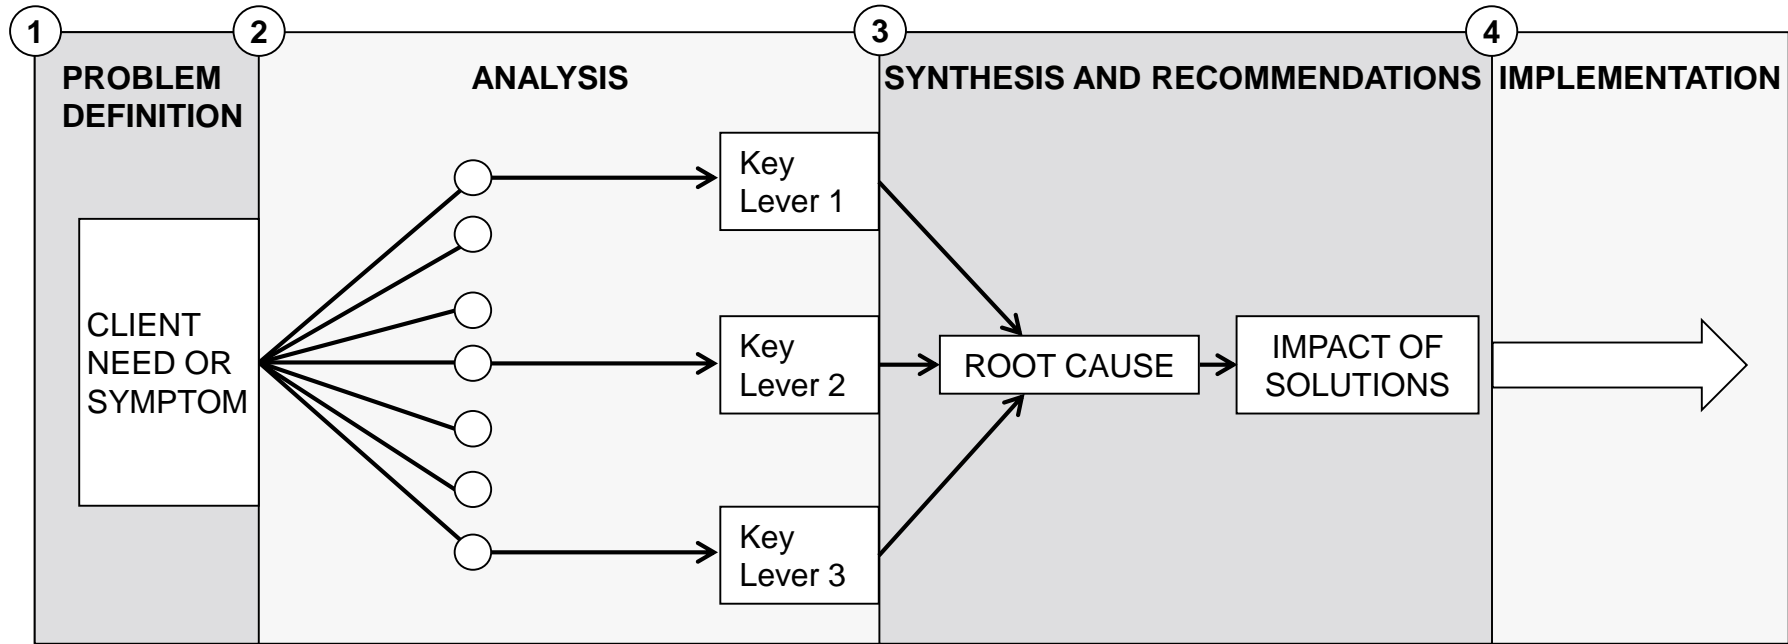 1
PROBLEM
DEFINITION
CLIENT
NEED OR
SYMPTOM
2
ANALYSIS
Key
Lever 1
Key
Lever 2
Key
Lever 3
3
SYNTHESIS AND RECOMMENDATIONS
ROOT CAUSE
IMPACT OF
SOLUTIONS
4
IMPLEMENTATION